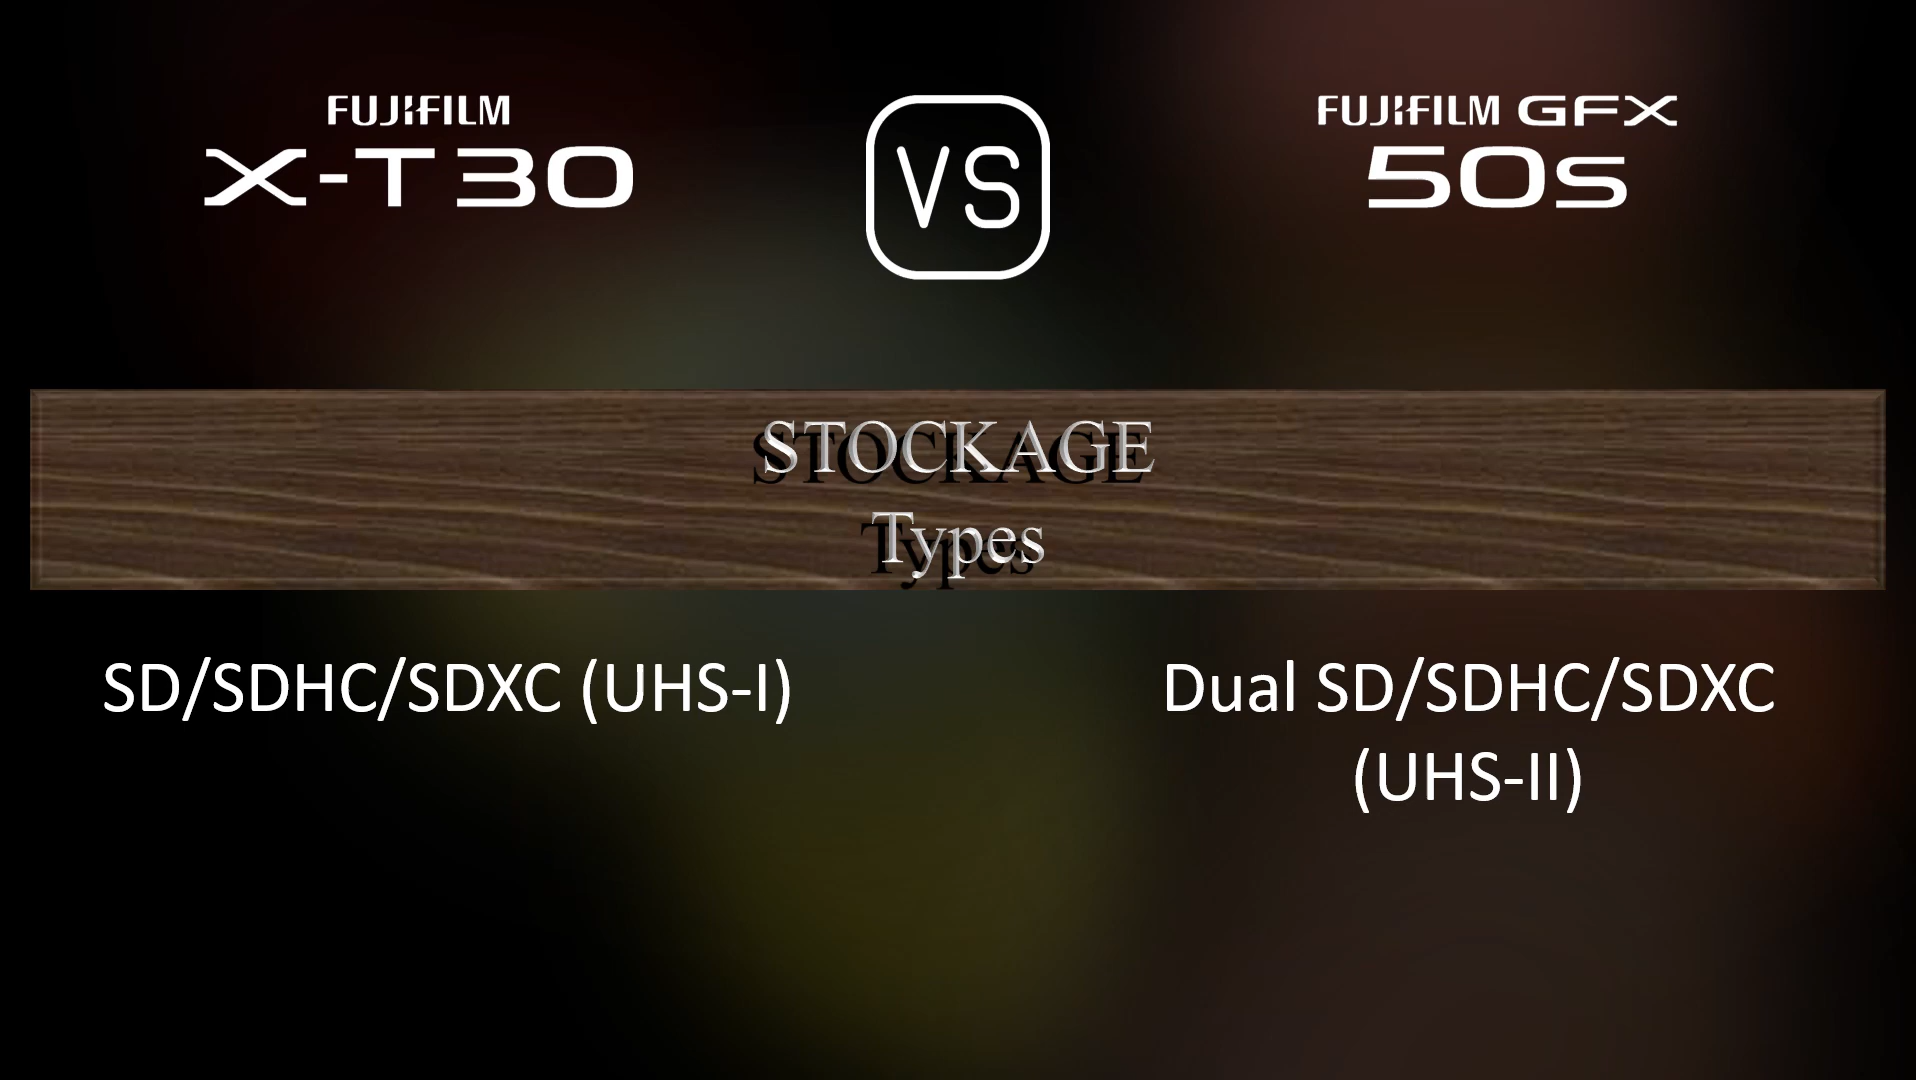 FUJIFILM
X-T30
VS
FUJIFILM GFX
50S
STOCKAGE
Types
SD/SDHC/SDXC (UHS-I)
Dual SD/SDHC/SDXC
(UHS-II)